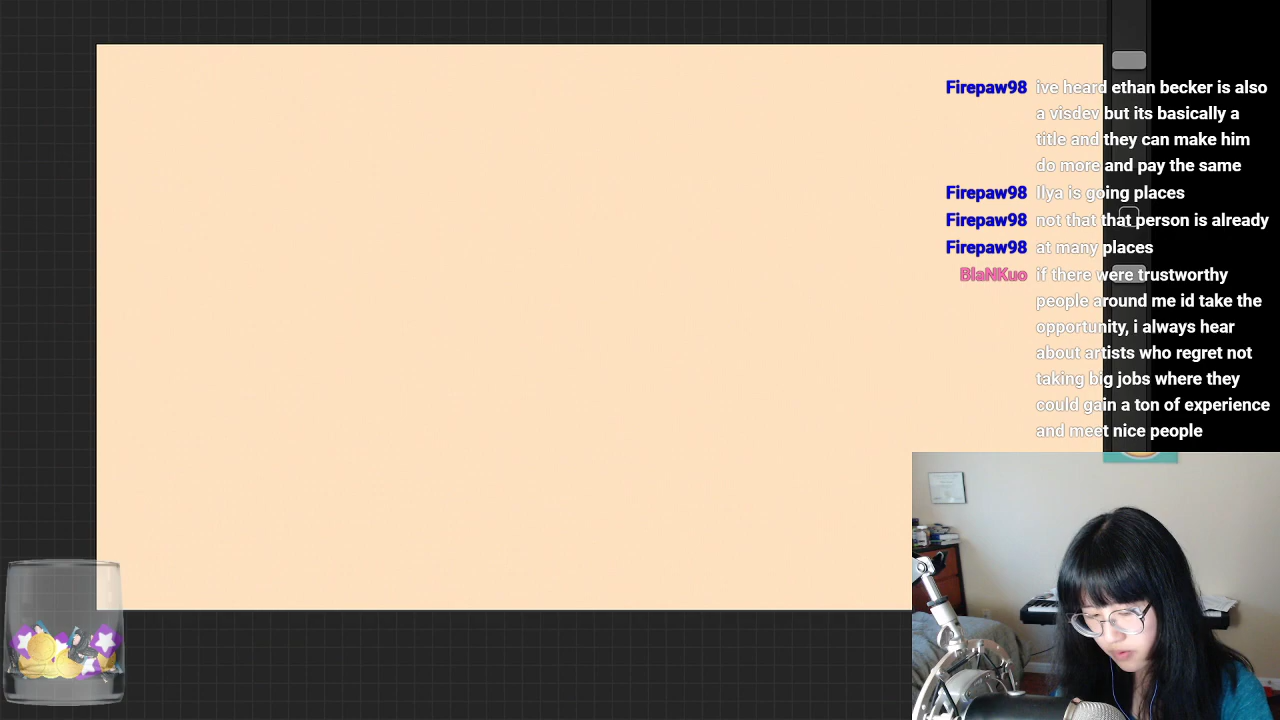 Firepaw98 ive heard ethan becker is also
a visdev but its basically a
title and they can make him
do more and pay the same
Firepaw98 Ilya is going places
Firepaw98 not that that person is already
Firepaw98 at many places
BlaNKuo if there were trustworthy
people around me id take the
opportunity, i always hear
about artists who regret not
taking big jobs where they
could gain a ton of experience
and meet nice people